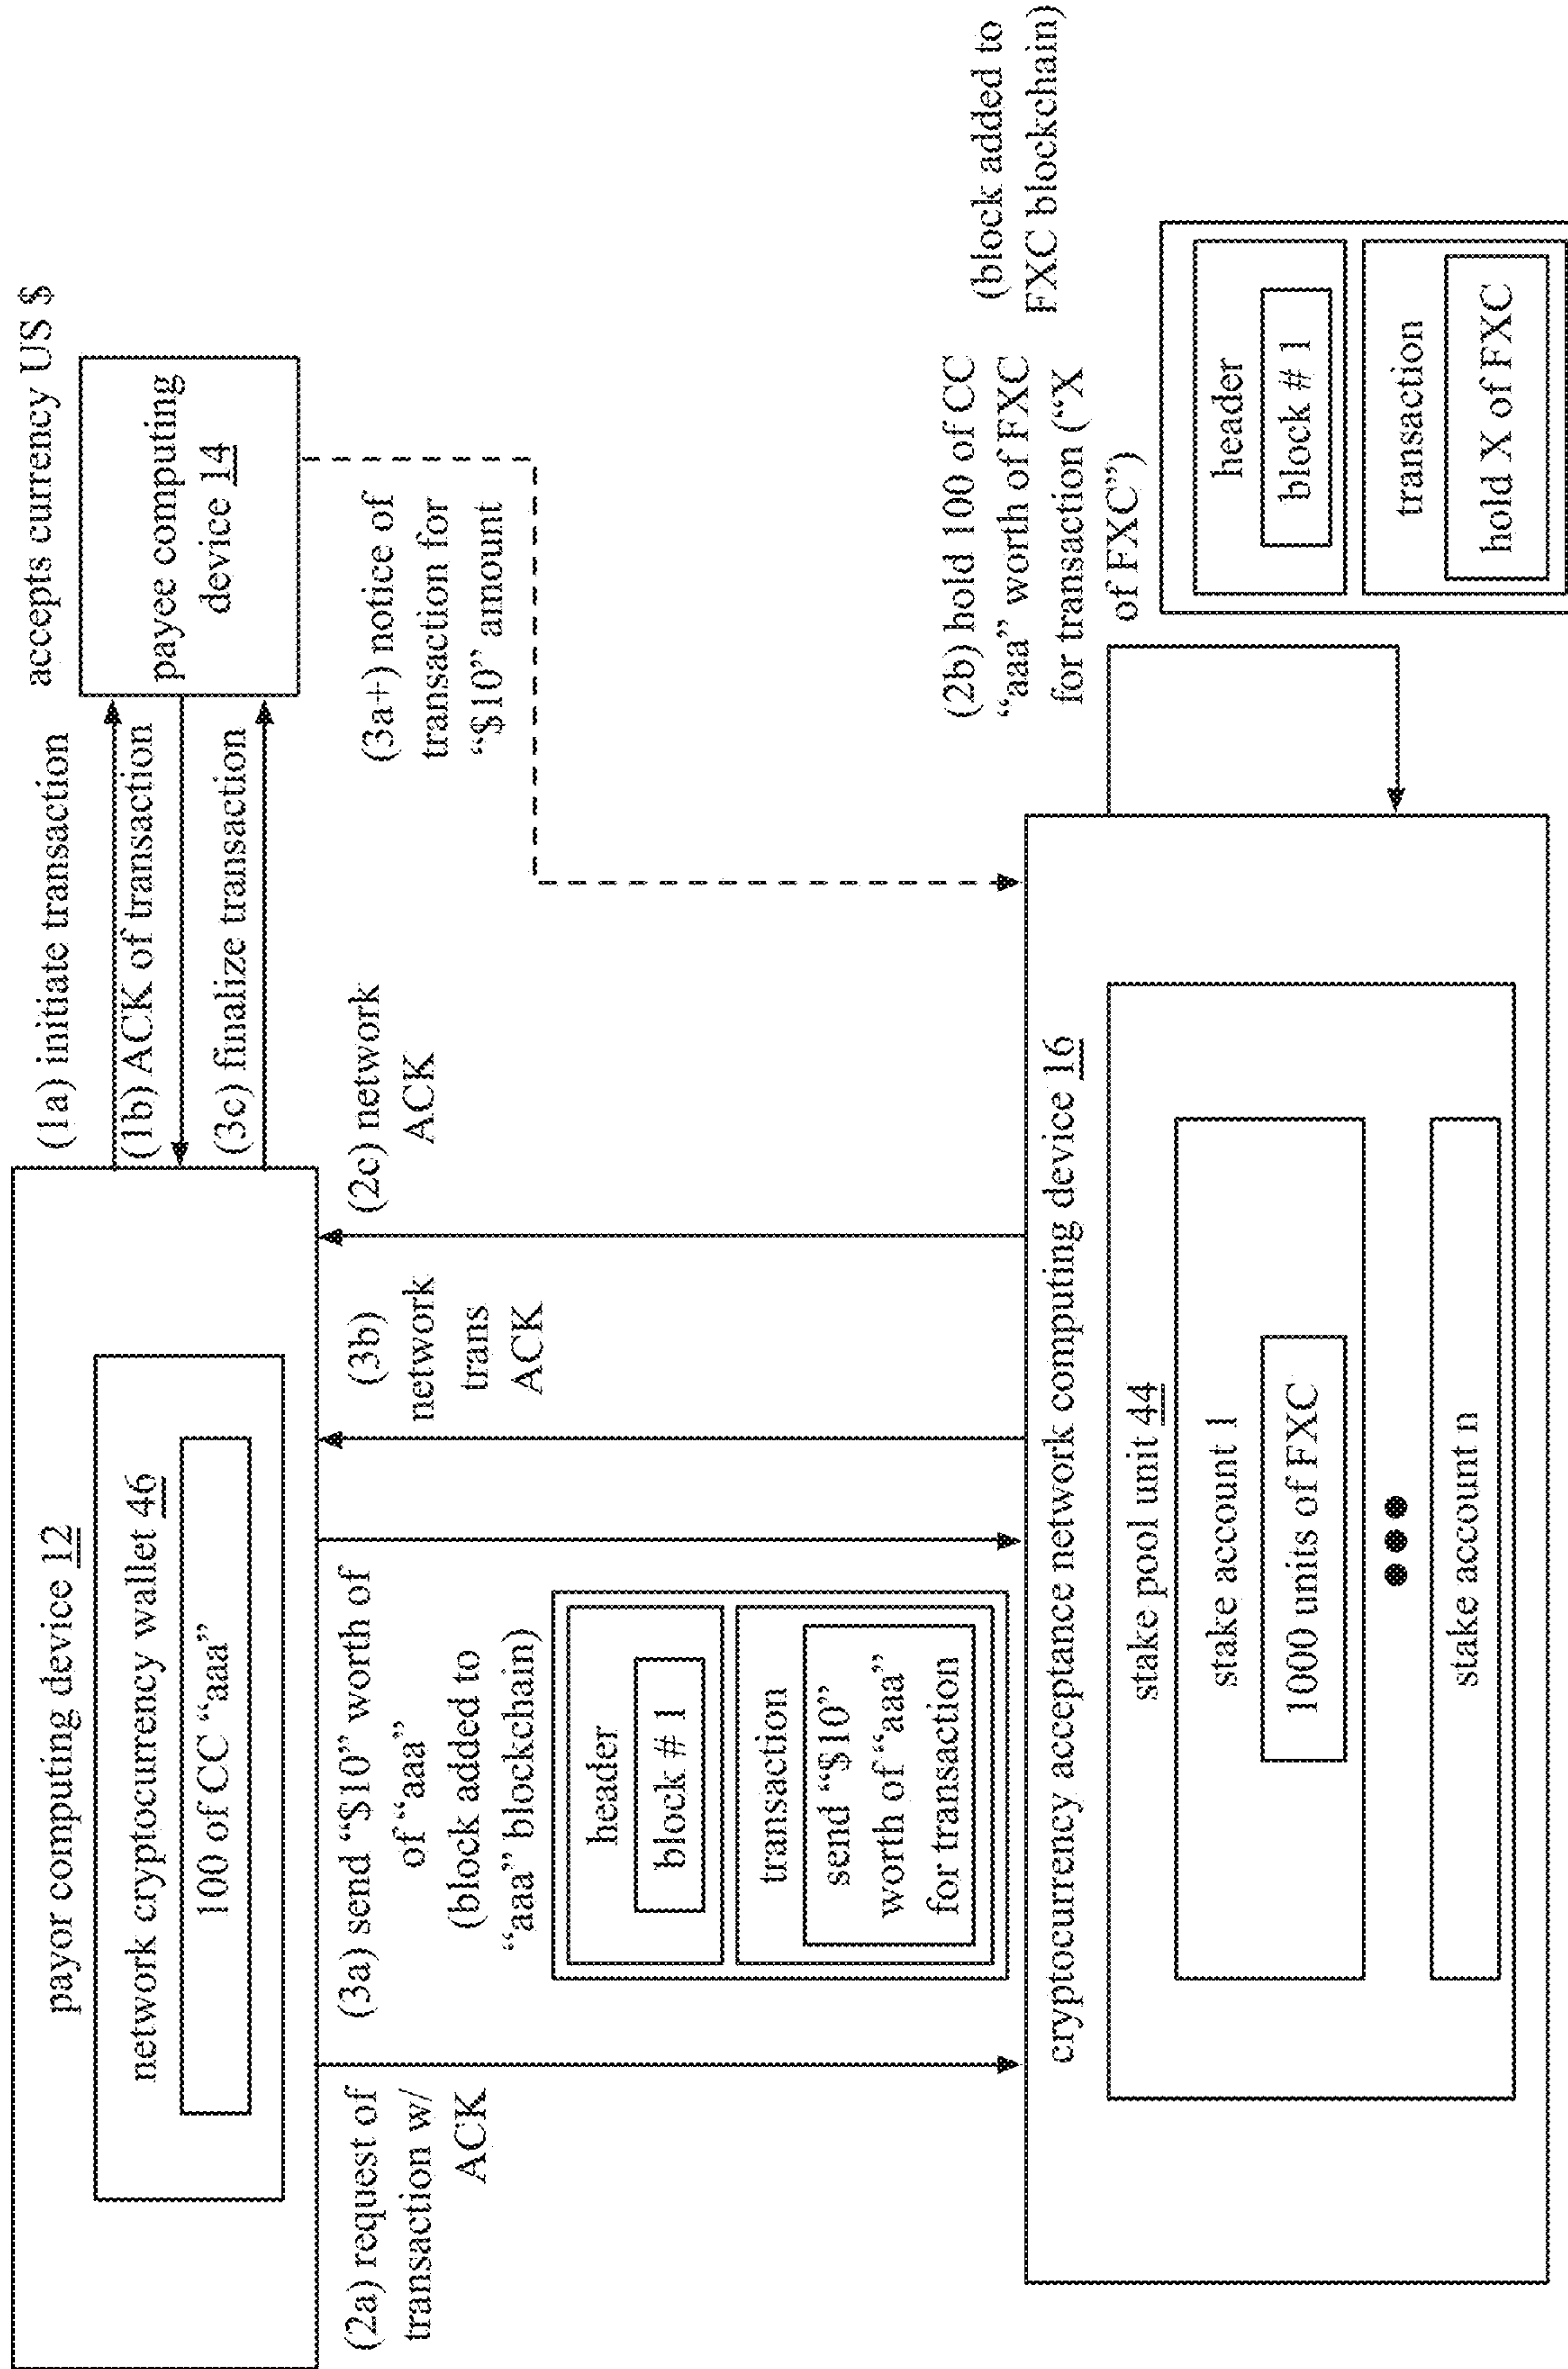 payor computing device 12
network cryptocurrency wallet 46
100 of CC “aaa”
(1a) initiate transaction
(1b) ACK of transaction
(3c) finalize transaction
accepts currency US $
payee computing
device 14
(2a) request of
transaction w/
ACK
(3a) send “$10” worth of
of “aaa”
(block added to
“aaa” blockchain)
header
block # 1
transaction
send “$10”
worth of “aaa”
for transaction
(3b)
network
trans
ACK
(2c) network
ACK
(3a+) notice of
transaction for
“$10” amount
cryptocurrency acceptance network computing device 16
stake pool unit 44
stake account 1
1000 units of FXC
stake account n
(2b) hold 100 of CC
“aaa” worth of FXC
for transaction (“X
of FXC”)
(block added to
FXC blockchain)
header
block # 1
transaction
hold X of FXC